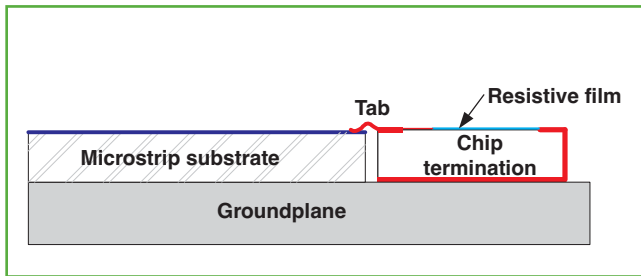 Resistive film
Tab
Microstrip substrate
Chip
termination
Groundplane